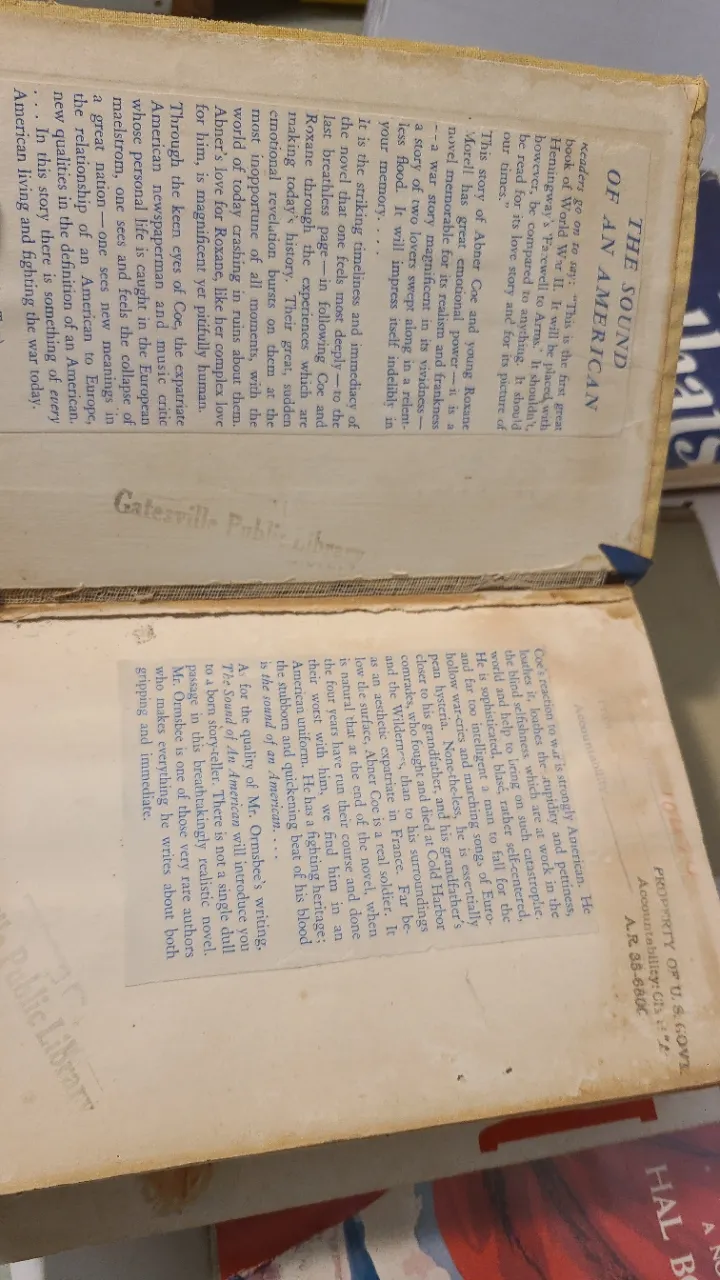 THE SOUND
OF AN AMERICAN
Readers go on to say: "This is the first great
book of World War II. It will be placed with
Hemingway's 'Farewell to Arms.' It shouldn't,
however, be compared to anything. It should
be read for its love story and for its picture of
our times."
This story of Abner Coe and young Roxane
Morell has great emotional power—it is a
novel memorable for its realism and frankness
—a war story magnificent in its vividness—
a story of two lovers swept along in a relent-
less flood. It will impress itself indelibly in
your memory. . . .
It is the striking timeliness and immediacy of
the novel that one feels most deeply—to the
last breathless page—in following Coe and
Roxane through the experiences which are
making today's history. Their great, sudden
emotional revelation bursts on them at the
most inopportune of all moments, with the
world of today crashing in ruins about them.
Abner's love for Roxane, like her complex love
for him, is magnificent yet pitifully human.
Through the keen eyes of Coe, the expatriate
American newspaperman and music critic
whose personal life is caught in the European
maelstrom, one sees and feels the collapse of
a great nation—one sees new meanings in
the relationship of an American to Europe,
new qualities in the definition of an American.
. . . In this story there is something of every
American living and fighting the war today.
Gatesville Public Library
Accountability
PROPERTY OF U. S. GOVT.
Accountability:
A.R. 35-6800
Coe's reaction to war is strongly American. He
loathes it, loathes the stupidity and pettiness,
the blind selfishness which are at work in the
world and help to bring on such catastrophe.
He is sophisticated, blasé, rather self-centered,
and far too intelligent a man to fall for the
hollow war-cries and marching songs of Euro-
pean hysteria. None-the-less, he is essentially
closer to his grandfather, and his grandfather's
comrades, who fought and died at Cold Harbor
and the Wilderness, than to his surroundings
as an aesthetic expatriate in France. Far be-
low the surface, Abner Coe is a real soldier. It
is natural that at the end of the novel, when
the four years have run their course and done
their worst with him, we find him in an
American uniform. He has a fighting heritage;
the stubborn and quickening beat of his blood
is the sound of an American. . . .
As for the quality of Mr. Ormsbee's writing,
The Sound of An American will introduce you
to a born story-teller. There is not a single dull
passage in this breathtakingly realistic novel.
Mr. Ormsbee is one of those very rare authors
who makes everything he writes about both
gripping and immediate.
Public Library
HAL B
A N